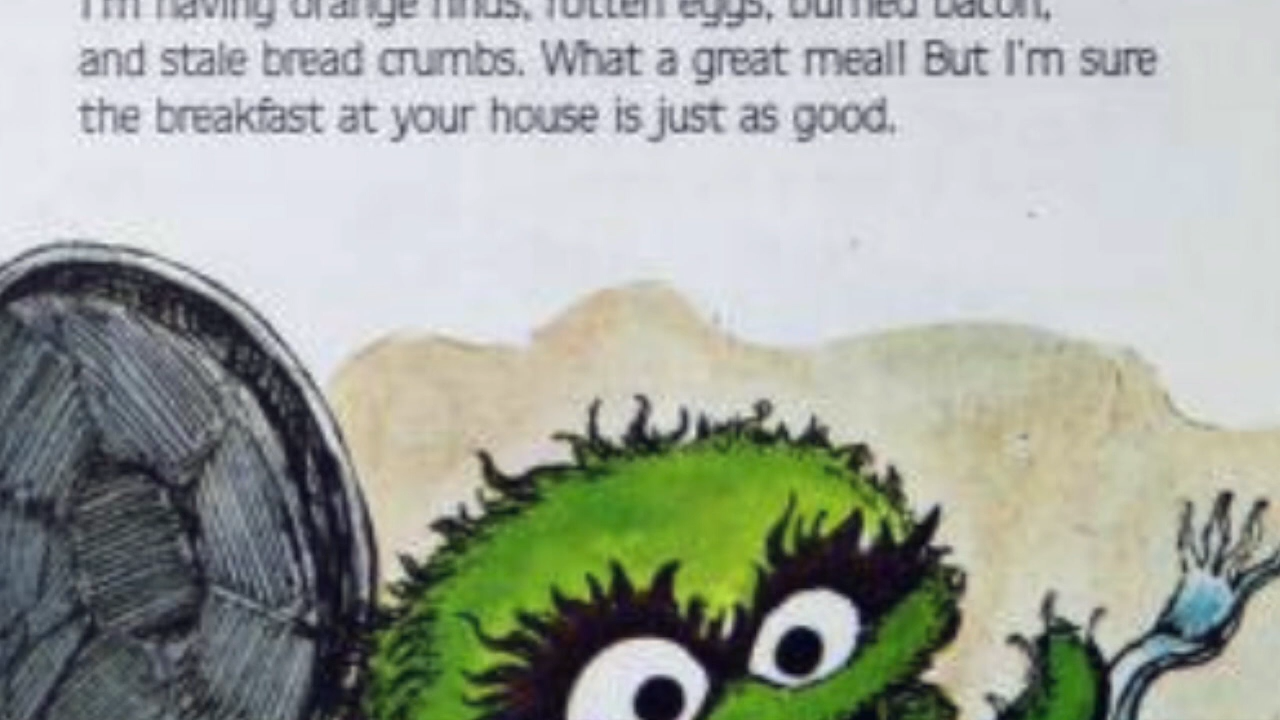 I'm having orange rinds, rotten eggs, burned bacon,
and stale bread crumbs. What a great meal! But I'm sure
the breakfast at your house is just as good.